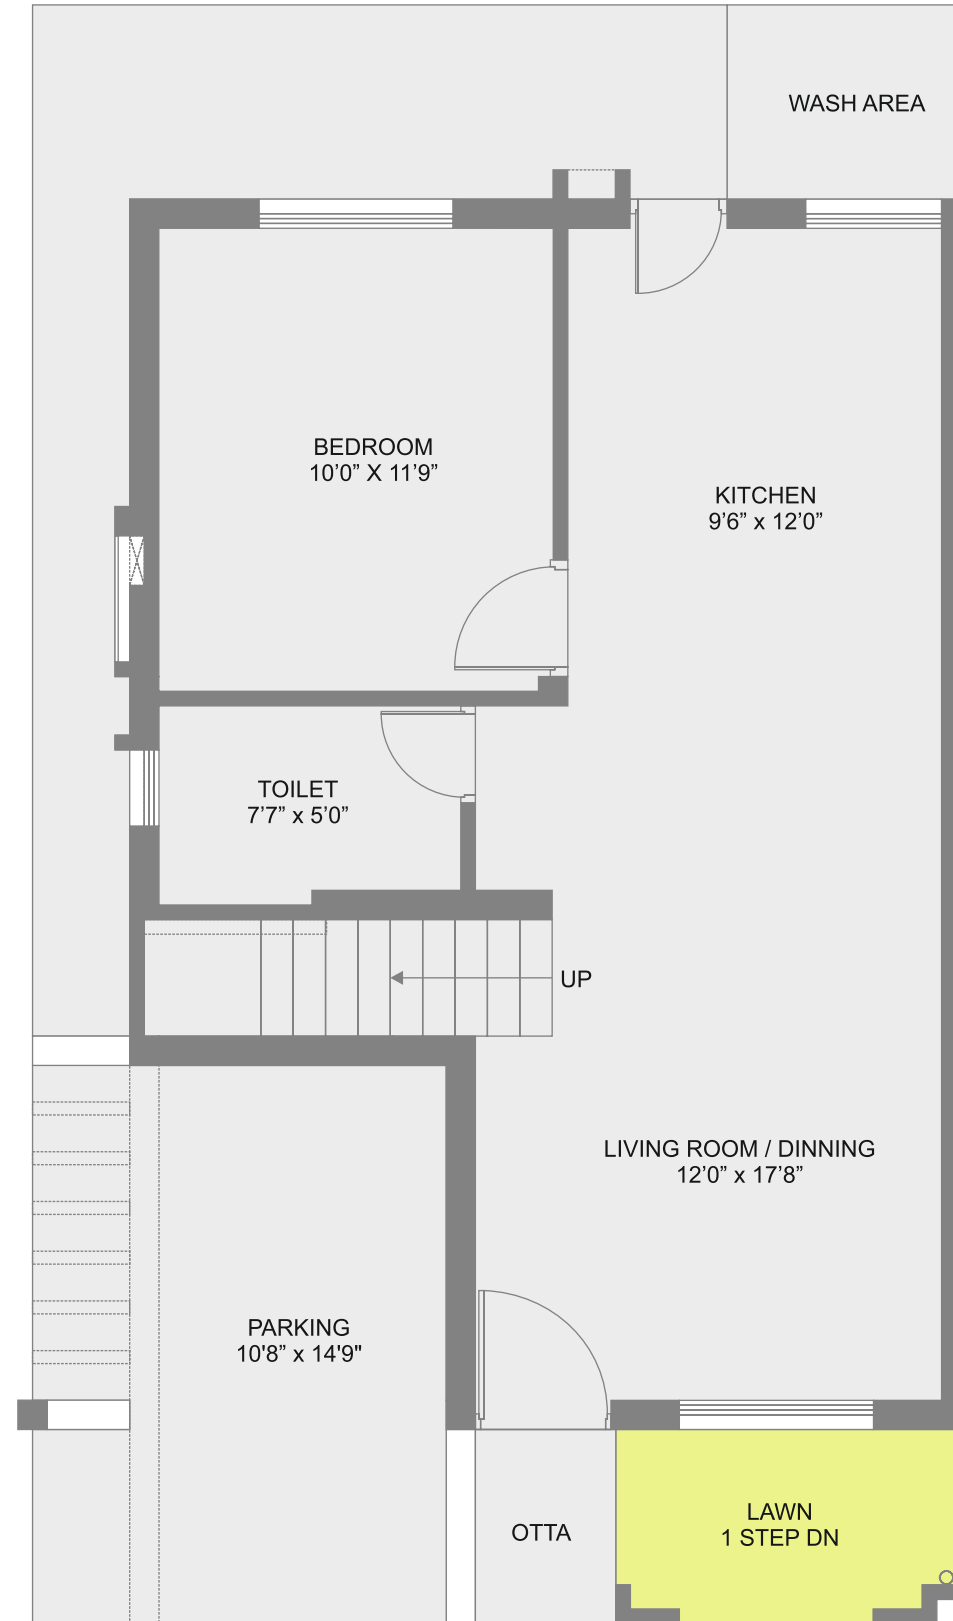 WASH AREA
BEDROOM
10’0” X 11’9”
KITCHEN
9’6” x 12’0”
TOILET
7’7” x 5’0”
UP
LIVING ROOM / DINNING
12’0” x 17’8”
PARKING
10'8” x 14'9"
OTTA
LAWN
1 STEP DN